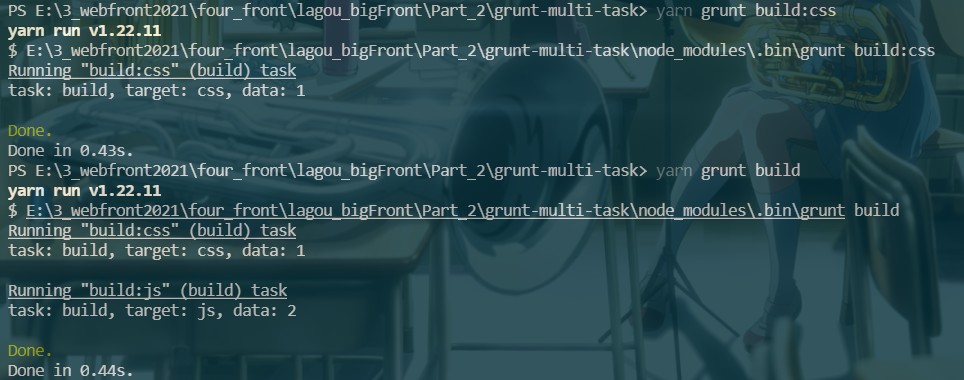 PS E:\3_webfront2021\four_front\lagou_bigFront\Part_2\grunt-multi-task> yarn grunt build:css
yarn run v1.22.11
$ E:\3_webfront2021\four_front\lagou_bigFront\Part_2\grunt-multi-task\node_modules\.bin\grunt build:css
Running "build:css" (build) task
task: build, target: css, data: 1
Done.
Done in 0.43s.
PS E:\3_webfront2021\four_front\lagou_bigFront\Part_2\grunt-multi-task> yarn grunt build
yarn run v1.22.11
$ E:\3_webfront2021\four_front\lagou_bigFront\Part_2\grunt-multi-task\node_modules\.bin\grunt build
Running "build:css" (build) task
task: build, target: css, data: 1
Running "build:js" (build) task
task: build, target: js, data: 2
Done.
Done in 0.44s.